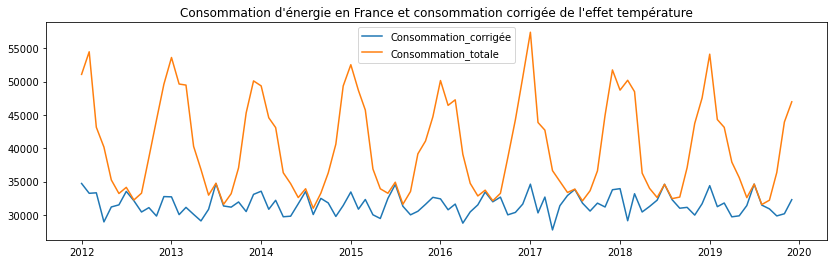 Consommation d'énergie en France et consommation corrigée de l'effet température
Consommation_corrigée
Consommation_totale
55000
50000
45000
40000
35000
30000
2012 2013 2014 2015 2016 2017 2018 2019 2020